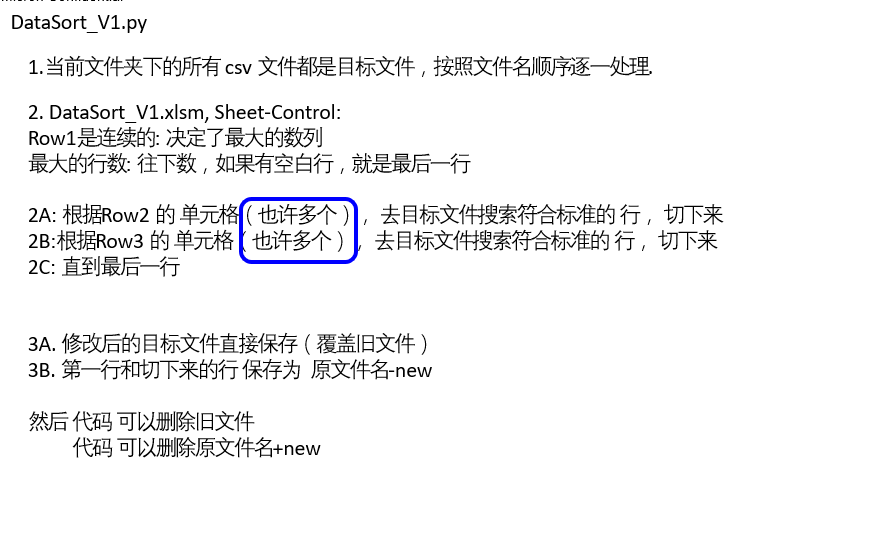 DataSort_V1.py
1.当前文件夹下的所有 csv 文件都是目标文件，按照文件名顺序逐一处理.
2. DataSort_V1.xlsm, Sheet-Control:
Row1是连续的: 决定了最大的数列
最大的行数: 往下数，如果有空白行，就是最后一行
2A: 根据Row2 的 单元格（也许多个），去目标文件搜索符合标准的 行，切下来
2B:根据Row3 的 单元格（也许多个），去目标文件搜索符合标准的 行，切下来
2C: 直到最后一行
3A. 修改后的目标文件直接保存（覆盖旧文件）
3B. 第一行和切下来的行 保存为 原文件名-new
然后 代码 可以删除旧文件
代码 可以删除原文件名+new